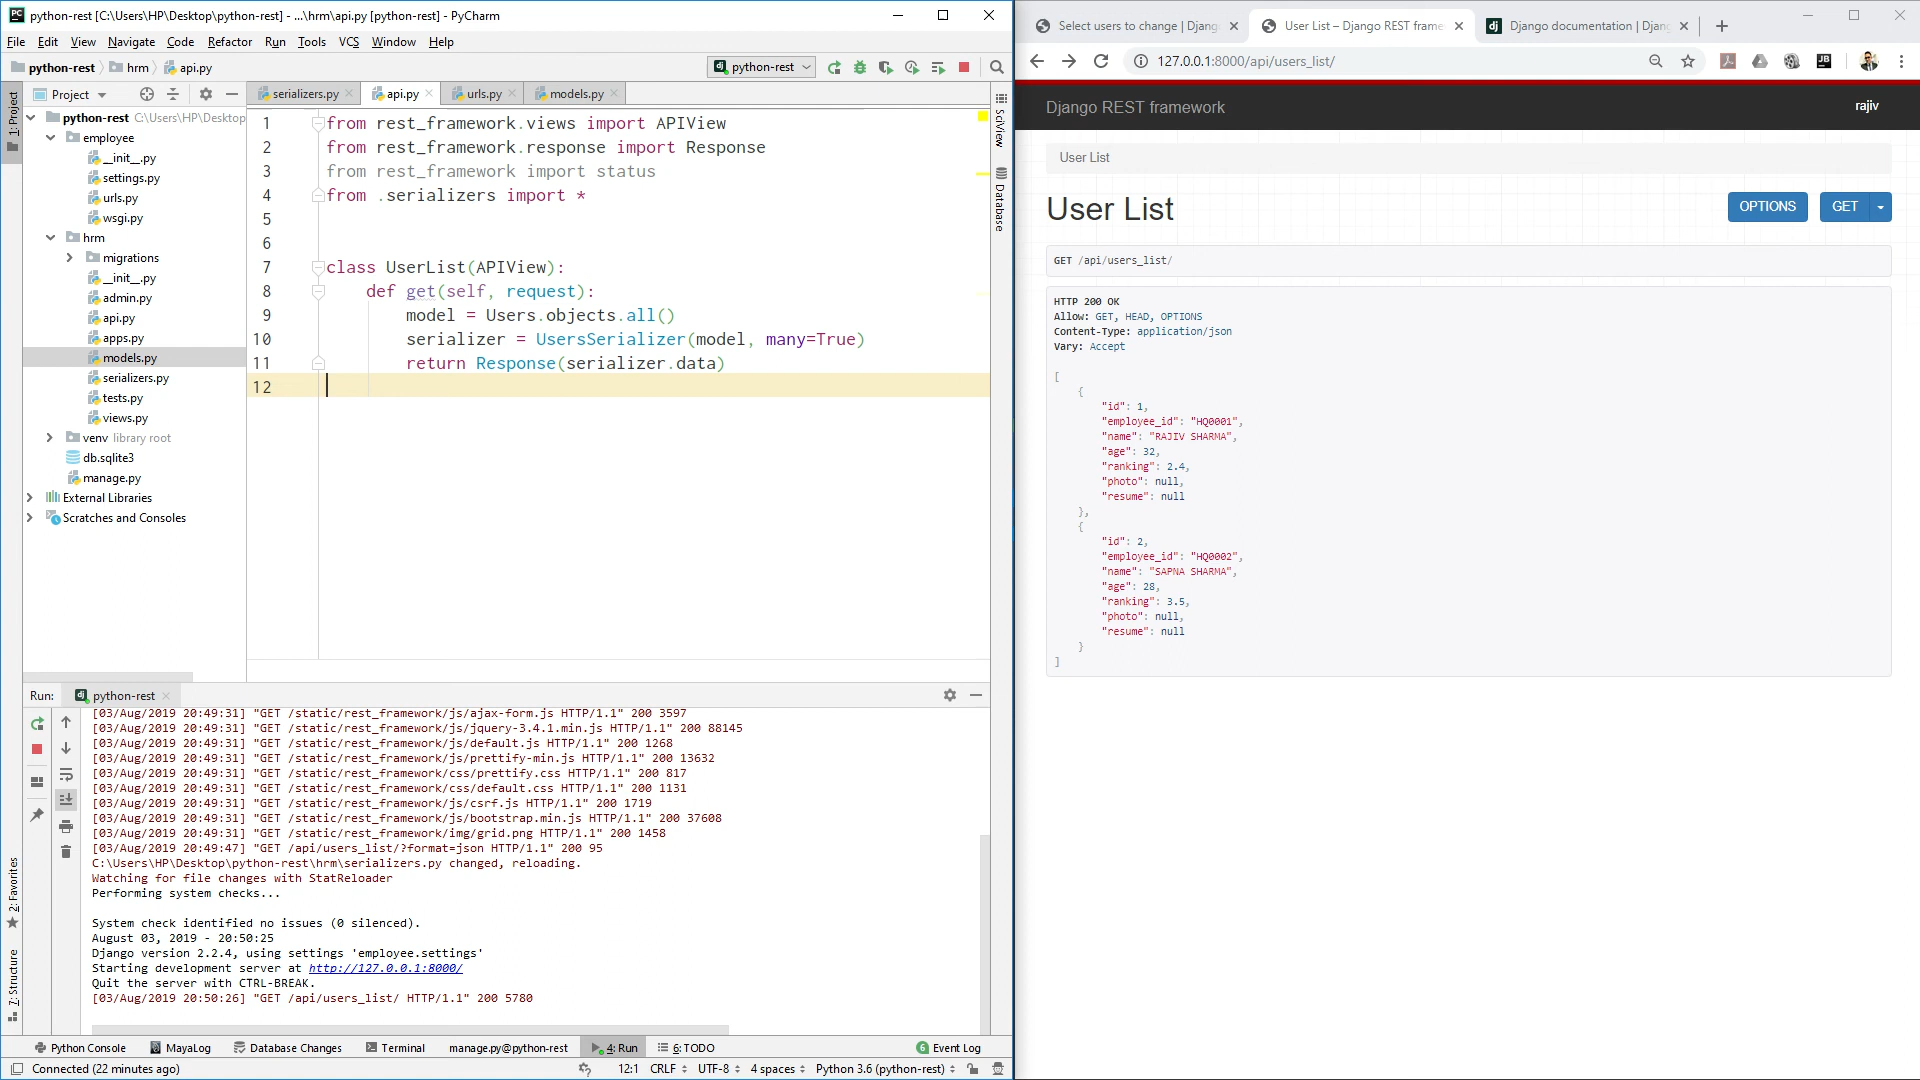 python-rest [C:\Users\HP\Desktop\python-rest] - ...\hrm\api.py [python-rest] - PyCharm
File Edit View Navigate Code Refactor Run Tools VCS Window Help
python-rest hrm api.py
python-rest
1: Project
Project
serializers.py
api.py
urls.py
models.py
python-rest C:\Users\HP\Desktop
employee
__init__.py
settings.py
urls.py
wsgi.py
hrm
migrations
__init__.py
admin.py
api.py
apps.py
models.py
serializers.py
tests.py
views.py
venv library root
db.sqlite3
manage.py
External Libraries
Scratches and Consoles
1 from rest_framework.views import APIView
2 from rest_framework.response import Response
3 from rest_framework import status
4 from .serializers import *
5
6
7 class UserList(APIView):
8 def get(self, request):
9 model = Users.objects.all()
10 serializer = UsersSerializer(model, many=True)
11 return Response(serializer.data)
12
SciView
Database
Run: python-rest
[03/Aug/2019 20:49:31] "GET /static/rest_framework/js/ajax-form.js HTTP/1.1" 200 3597
[03/Aug/2019 20:49:31] "GET /static/rest_framework/js/jquery-3.4.1.min.js HTTP/1.1" 200 88145
[03/Aug/2019 20:49:31] "GET /static/rest_framework/js/default.js HTTP/1.1" 200 1268
[03/Aug/2019 20:49:31] "GET /static/rest_framework/js/prettify-min.js HTTP/1.1" 200 13632
[03/Aug/2019 20:49:31] "GET /static/rest_framework/css/prettify.css HTTP/1.1" 200 817
[03/Aug/2019 20:49:31] "GET /static/rest_framework/css/default.css HTTP/1.1" 200 1131
[03/Aug/2019 20:49:31] "GET /static/rest_framework/js/csrf.js HTTP/1.1" 200 1719
[03/Aug/2019 20:49:31] "GET /static/rest_framework/js/bootstrap.min.js HTTP/1.1" 200 37608
[03/Aug/2019 20:49:31] "GET /static/rest_framework/img/grid.png HTTP/1.1" 200 1458
[03/Aug/2019 20:49:47] "GET /api/users_list/?format=json HTTP/1.1" 200 95
C:\Users\HP\Desktop\python-rest\hrm\serializers.py changed, reloading.
Watching for file changes with StatReloader
Performing system checks...
System check identified no issues (0 silenced).
August 03, 2019 - 20:50:25
Django version 2.2.4, using settings 'employee.settings'
Starting development server at http://127.0.0.1:8000/
Quit the server with CTRL-BREAK.
[03/Aug/2019 20:50:26] "GET /api/users_list/ HTTP/1.1" 200 5780
2: Favorites
7: Structure
Python Console MayaLog Database Changes Terminal manage.py@python-rest 4: Run 6: TODO 6 Event Log
Connected (22 minutes ago) 12:1 CRLF UTF-8 4 spaces Python 3.6 (python-rest)
Select users to change | Django
User List – Django REST frame
Django documentation | Djan
127.0.0.1:8000/api/users_list/
Django REST framework rajiv
User List
User List
OPTIONS GET
GET /api/users_list/
HTTP 200 OK
Allow: GET, HEAD, OPTIONS
Content-Type: application/json
Vary: Accept
[
{
"id": 1,
"employee_id": "HQ0001",
"name": "RAJIV SHARMA",
"age": 32,
"ranking": 2.4,
"photo": null,
"resume": null
},
{
"id": 2,
"employee_id": "HQ0002",
"name": "SAPNA SHARMA",
"age": 28,
"ranking": 3.5,
"photo": null,
"resume": null
}
]